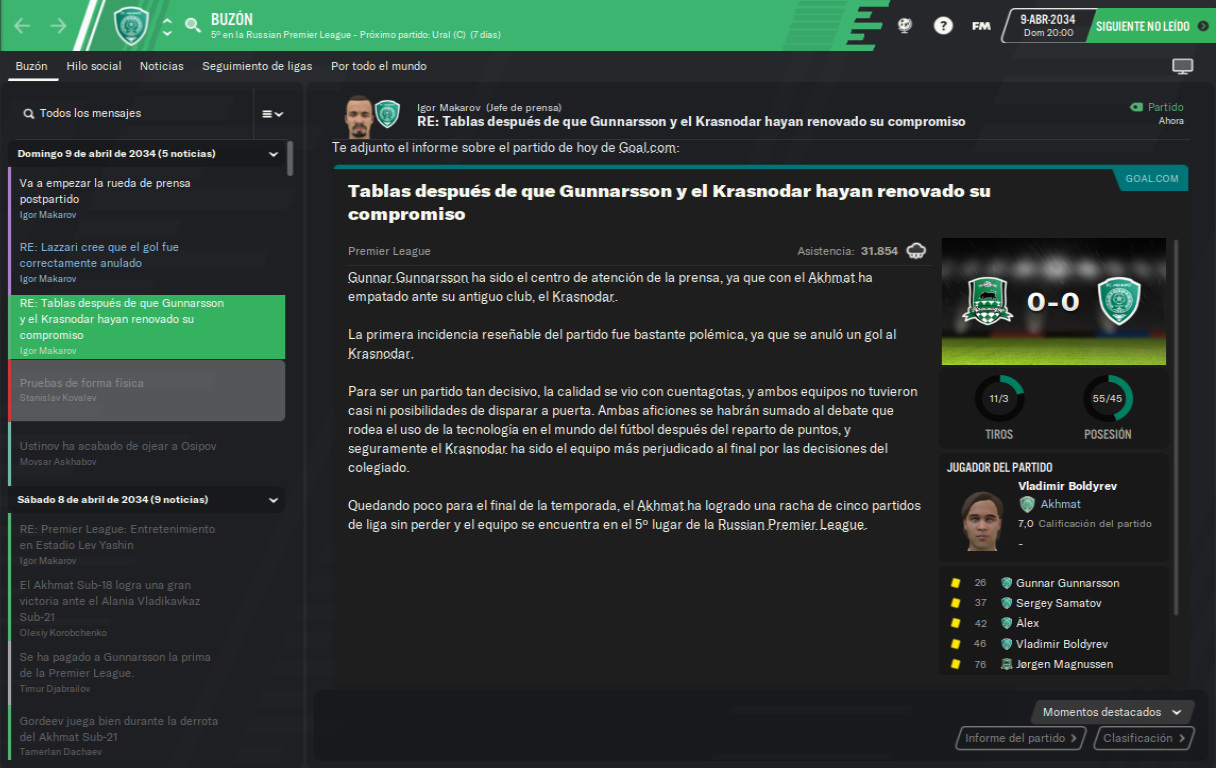 BUZÓN
5º en la Russian Premier League - Próximo partido: Ural (C) (7 días)
?
FM
9-ABR-2034
Dom 20:00
SIGUIENTE NO LEÍDO
Buzón
Hilo social
Noticias
Seguimiento de ligas
Por todo el mundo
Todos los mensajes
Domingo 9 de abril de 2034 (5 noticias)
Va a empezar la rueda de prensa
postpartido
Igor Makarov
RE: Lazzari cree que el gol fue
correctamente anulado
Igor Makarov
RE: Tablas después de que Gunnarsson
y el Krasnodar hayan renovado su
compromiso
Igor Makarov
Pruebas de forma física
Stanislav Kovalev
Ustinov ha acabado de ojear a Osipov
Movsar Askhabov
Sábado 8 de abril de 2034 (9 noticias)
RE: Premier League: Entretenimiento
en Estadio Lev Yashin
Igor Makarov
El Akhmat Sub-18 logra una gran
victoria ante el Alania Vladikavkaz
Sub-21
Olexiy Korobchenko
Se ha pagado a Gunnarsson la prima
de la Premier League.
Timur Djabrailov
Gordeev juega bien durante la derrota
del Akhmat Sub-21
Tamerlan Dachaev
Igor Makarov (Jefe de prensa)
RE: Tablas después de que Gunnarsson y el Krasnodar hayan renovado su compromiso
Partido
Ahora
Te adjunto el informe sobre el partido de hoy de Goal.com:
GOAL.COM
Tablas después de que Gunnarsson y el Krasnodar hayan renovado su
compromiso
Premier League
Asistencia: 31.854
Gunnar Gunnarsson ha sido el centro de atención de la prensa, ya que con el Akhmat ha
empatado ante su antiguo club, el Krasnodar.
La primera incidencia reseñable del partido fue bastante polémica, ya que se anuló un gol al
Krasnodar.
Para ser un partido tan decisivo, la calidad se vio con cuentagotas, y ambos equipos no tuvieron
casi ni posibilidades de disparar a puerta. Ambas aficiones se habrán sumado al debate que
rodea el uso de la tecnología en el mundo del fútbol después del reparto de puntos, y
seguramente el Krasnodar ha sido el equipo más perjudicado al final por las decisiones del
colegiado.
Quedando poco para el final de la temporada, el Akhmat ha logrado una racha de cinco partidos
de liga sin perder y el equipo se encuentra en el 5º lugar de la Russian Premier League.
0-0
11/3
TIROS
55/45
POSESIÓN
JUGADOR DEL PARTIDO
Vladimir Boldyrev
Akhmat
7,0 Calificación del partido
-
26 Gunnar Gunnarsson
37 Sergey Samatov
42 Àlex
46 Vladimir Boldyrev
76 Jørgen Magnussen
Momentos destacados
Informe del partido
Clasificación